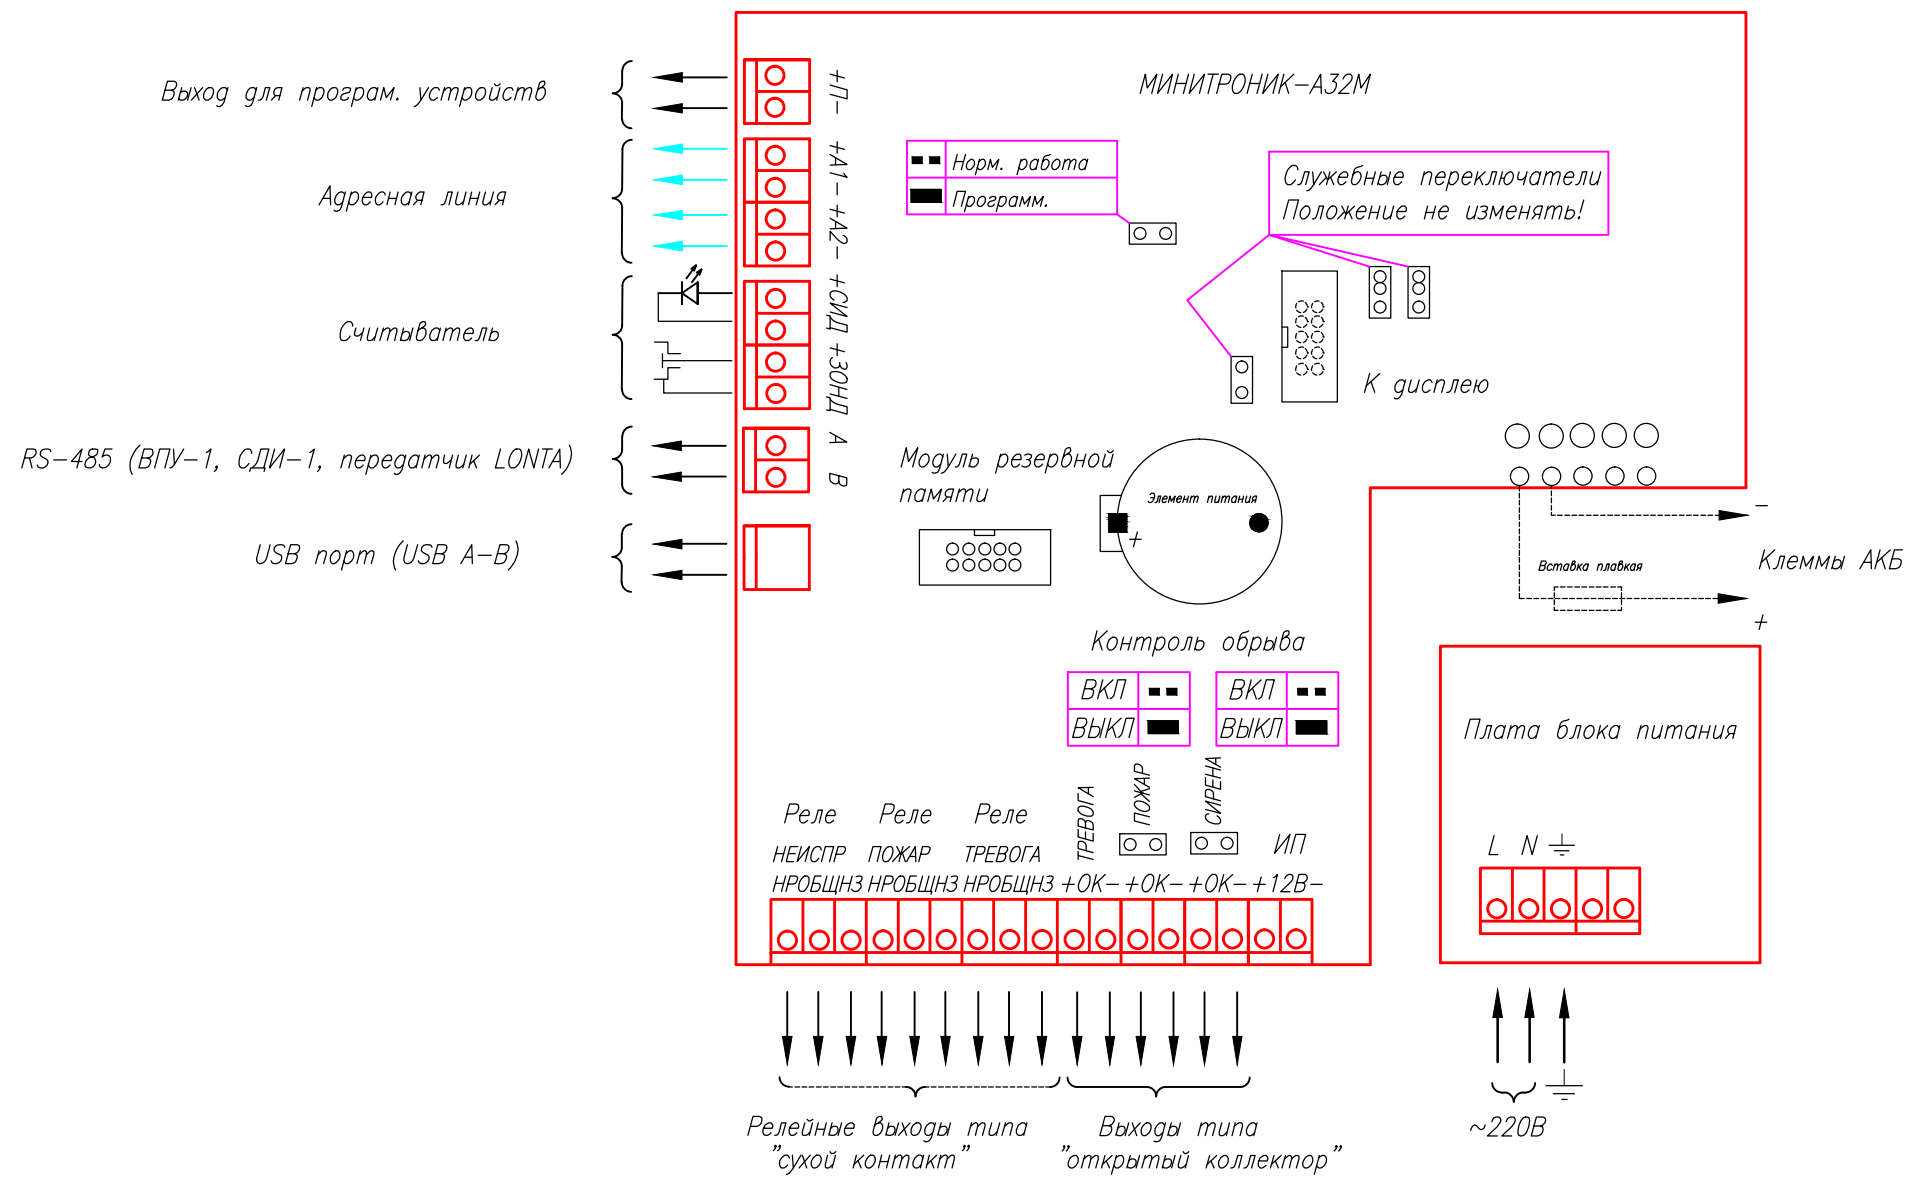 МИНИТРОНИК-А32М
Выход для програм. устройств
+П-
Адресная линия
+А1-
+А2-
Считыватель
+СИД
+ЗОНД
RS-485 (ВПУ-1, СДИ-1, передатчик LONTA)
А
В
USB порт (USB А-В)
Норм. работа
Программ.
Служебные переключатели
Положение не изменять!
К дисплею
Модуль резервной
памяти
Элемент питания
+
-
Вставка плавкая
Клеммы АКБ
+
Контроль обрыва
ВКЛ
ВЫКЛ
ВКЛ
ВЫКЛ
Плата блока питания
L N
Реле Реле Реле
НЕИСПР ПОЖАР ТРЕВОГА
ТРЕВОГА
ПОЖАР
СИРЕНА
ИП
НРОБЩНЗ НРОБЩНЗ НРОБЩНЗ +ОК- +ОК- +ОК- +12В-
Релейные выходы типа
"сухой контакт"
Выходы типа
"открытый коллектор"
~220В